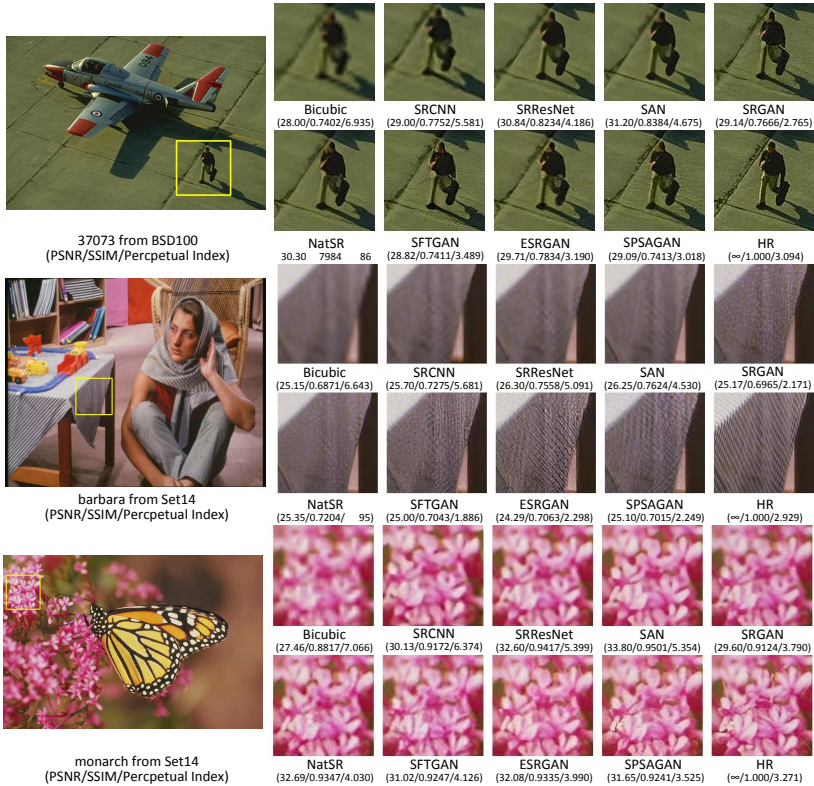 094
Bicubic SRCNN SRResNet SAN SRGAN
(28.00/0.7402/6.935) (29.00/0.7752/5.581) (30.84/0.8234/4.186) (31.20/0.8384/4.675) (29.14/0.7666/2.765)
37073 from BSD100
(PSNR/SSIM/Percpetual Index)
NatSR SFTGAN ESRGAN SPSAGAN HR
30.30 7984 86 (28.82/0.7411/3.489) (29.71/0.7834/3.190) (29.09/0.7413/3.018) (∞/1.000/3.094)
Bicubic SRCNN SRResNet SAN SRGAN
(25.15/0.6871/6.643) (25.70/0.7275/5.681) (26.30/0.7558/5.091) (26.25/0.7624/4.530) (25.17/0.6965/2.171)
barbara from Set14
(PSNR/SSIM/Percpetual Index)
NatSR SFTGAN ESRGAN SPSAGAN HR
(25.35/0.7204/ 95) (25.00/0.7043/1.886) (24.29/0.7063/2.298) (25.10/0.7015/2.249) (∞/1.000/2.929)
Bicubic SRCNN SRResNet SAN SRGAN
(27.46/0.8817/7.066) (30.13/0.9172/6.374) (32.60/0.9417/5.399) (33.80/0.9501/5.354) (29.60/0.9124/3.790)
monarch from Set14
(PSNR/SSIM/Percpetual Index)
NatSR SFTGAN ESRGAN SPSAGAN HR
(32.69/0.9347/4.030) (31.02/0.9247/4.126) (32.08/0.9335/3.990) (31.65/0.9241/3.525) (∞/1.000/3.271)